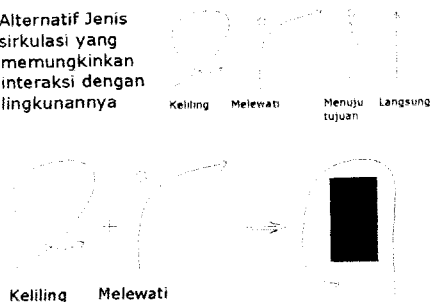 Alternatif Jenis
sirkulasi yang
memungkinkan
interaksi dengan
lingkunannya
Keliling Melewati Menuju tujuan Langsung
Keliling Melewati